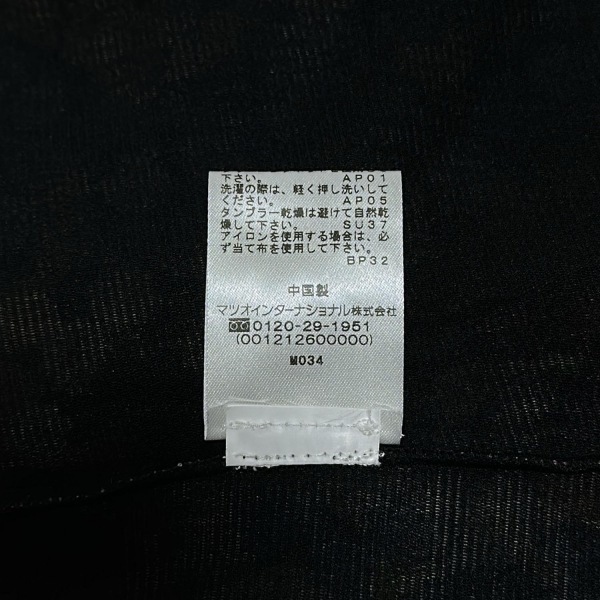 下さい。 AP01
洗濯の際は、軽く押し洗いして
ください。 AP05
タンブラー乾燥は避けて自然乾
燥して下さい。 SU37
アイロンを使用する場合は、必
ず当て布を使用して下さい。
BP32
中国製
マツオインターナショナル株式会社
0120-29-1951
(001212600000)
M034